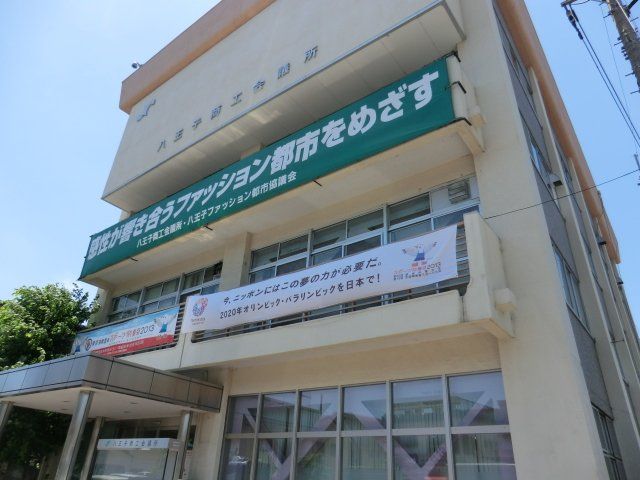 八王子商工会議所
感性が響き合うファッション都市をめざす
八王子商工会議所・八王子ファッション都市協議会
今、ニッポンにはこの夢の力が必要だ。
2020年オリンピック・パラリンピックを日本で!
2013
八王子商工会議所